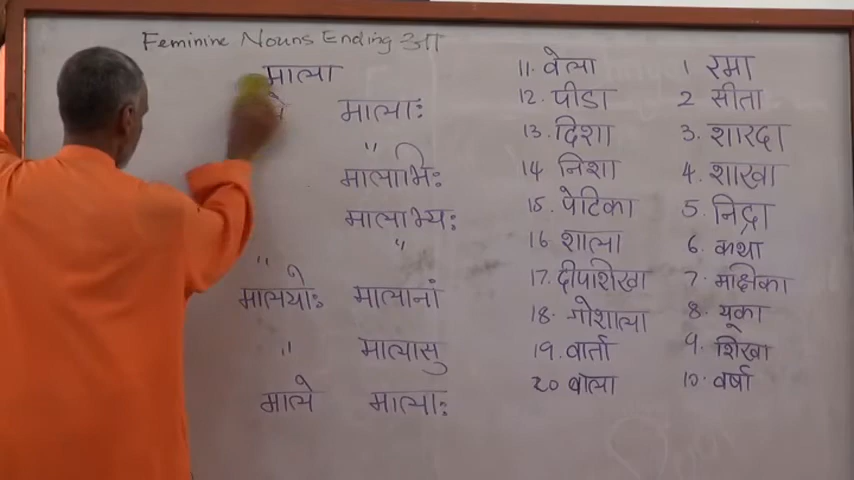 Feminine Nouns Ending आ
माला
मालाः
"
मालाभिः
मालाभ्यः
"
"
मालयोः मालानां
" मालासु
माले मालाः
11. वेला
12. पीडा
13. दिशा
14 निशा
15. पेटिका
16 शाला
17. दीपशिखा
18. गोशाला
19. वार्ता
20 बाला
1 रमा
2 सीता
3. शारदा
4. शाखा
5. निद्रा
6. कथा
7. मक्षिका
8. यूका
9. शिखा
10. वर्षा